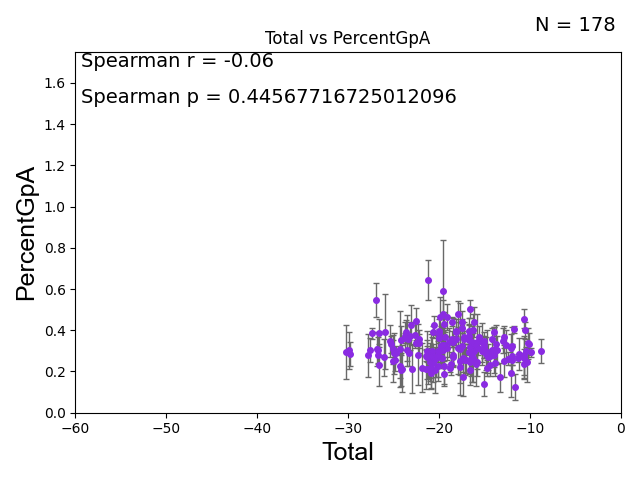 N = 178
Total vs PercentGpA
Spearman r = -0.06
Spearman p = 0.44567716725012096
PercentGpA
1.6
1.4
1.2
1.0
0.8
0.6
0.4
0.2
0.0
−60
−50
−40
−30
−20
−10
0
Total